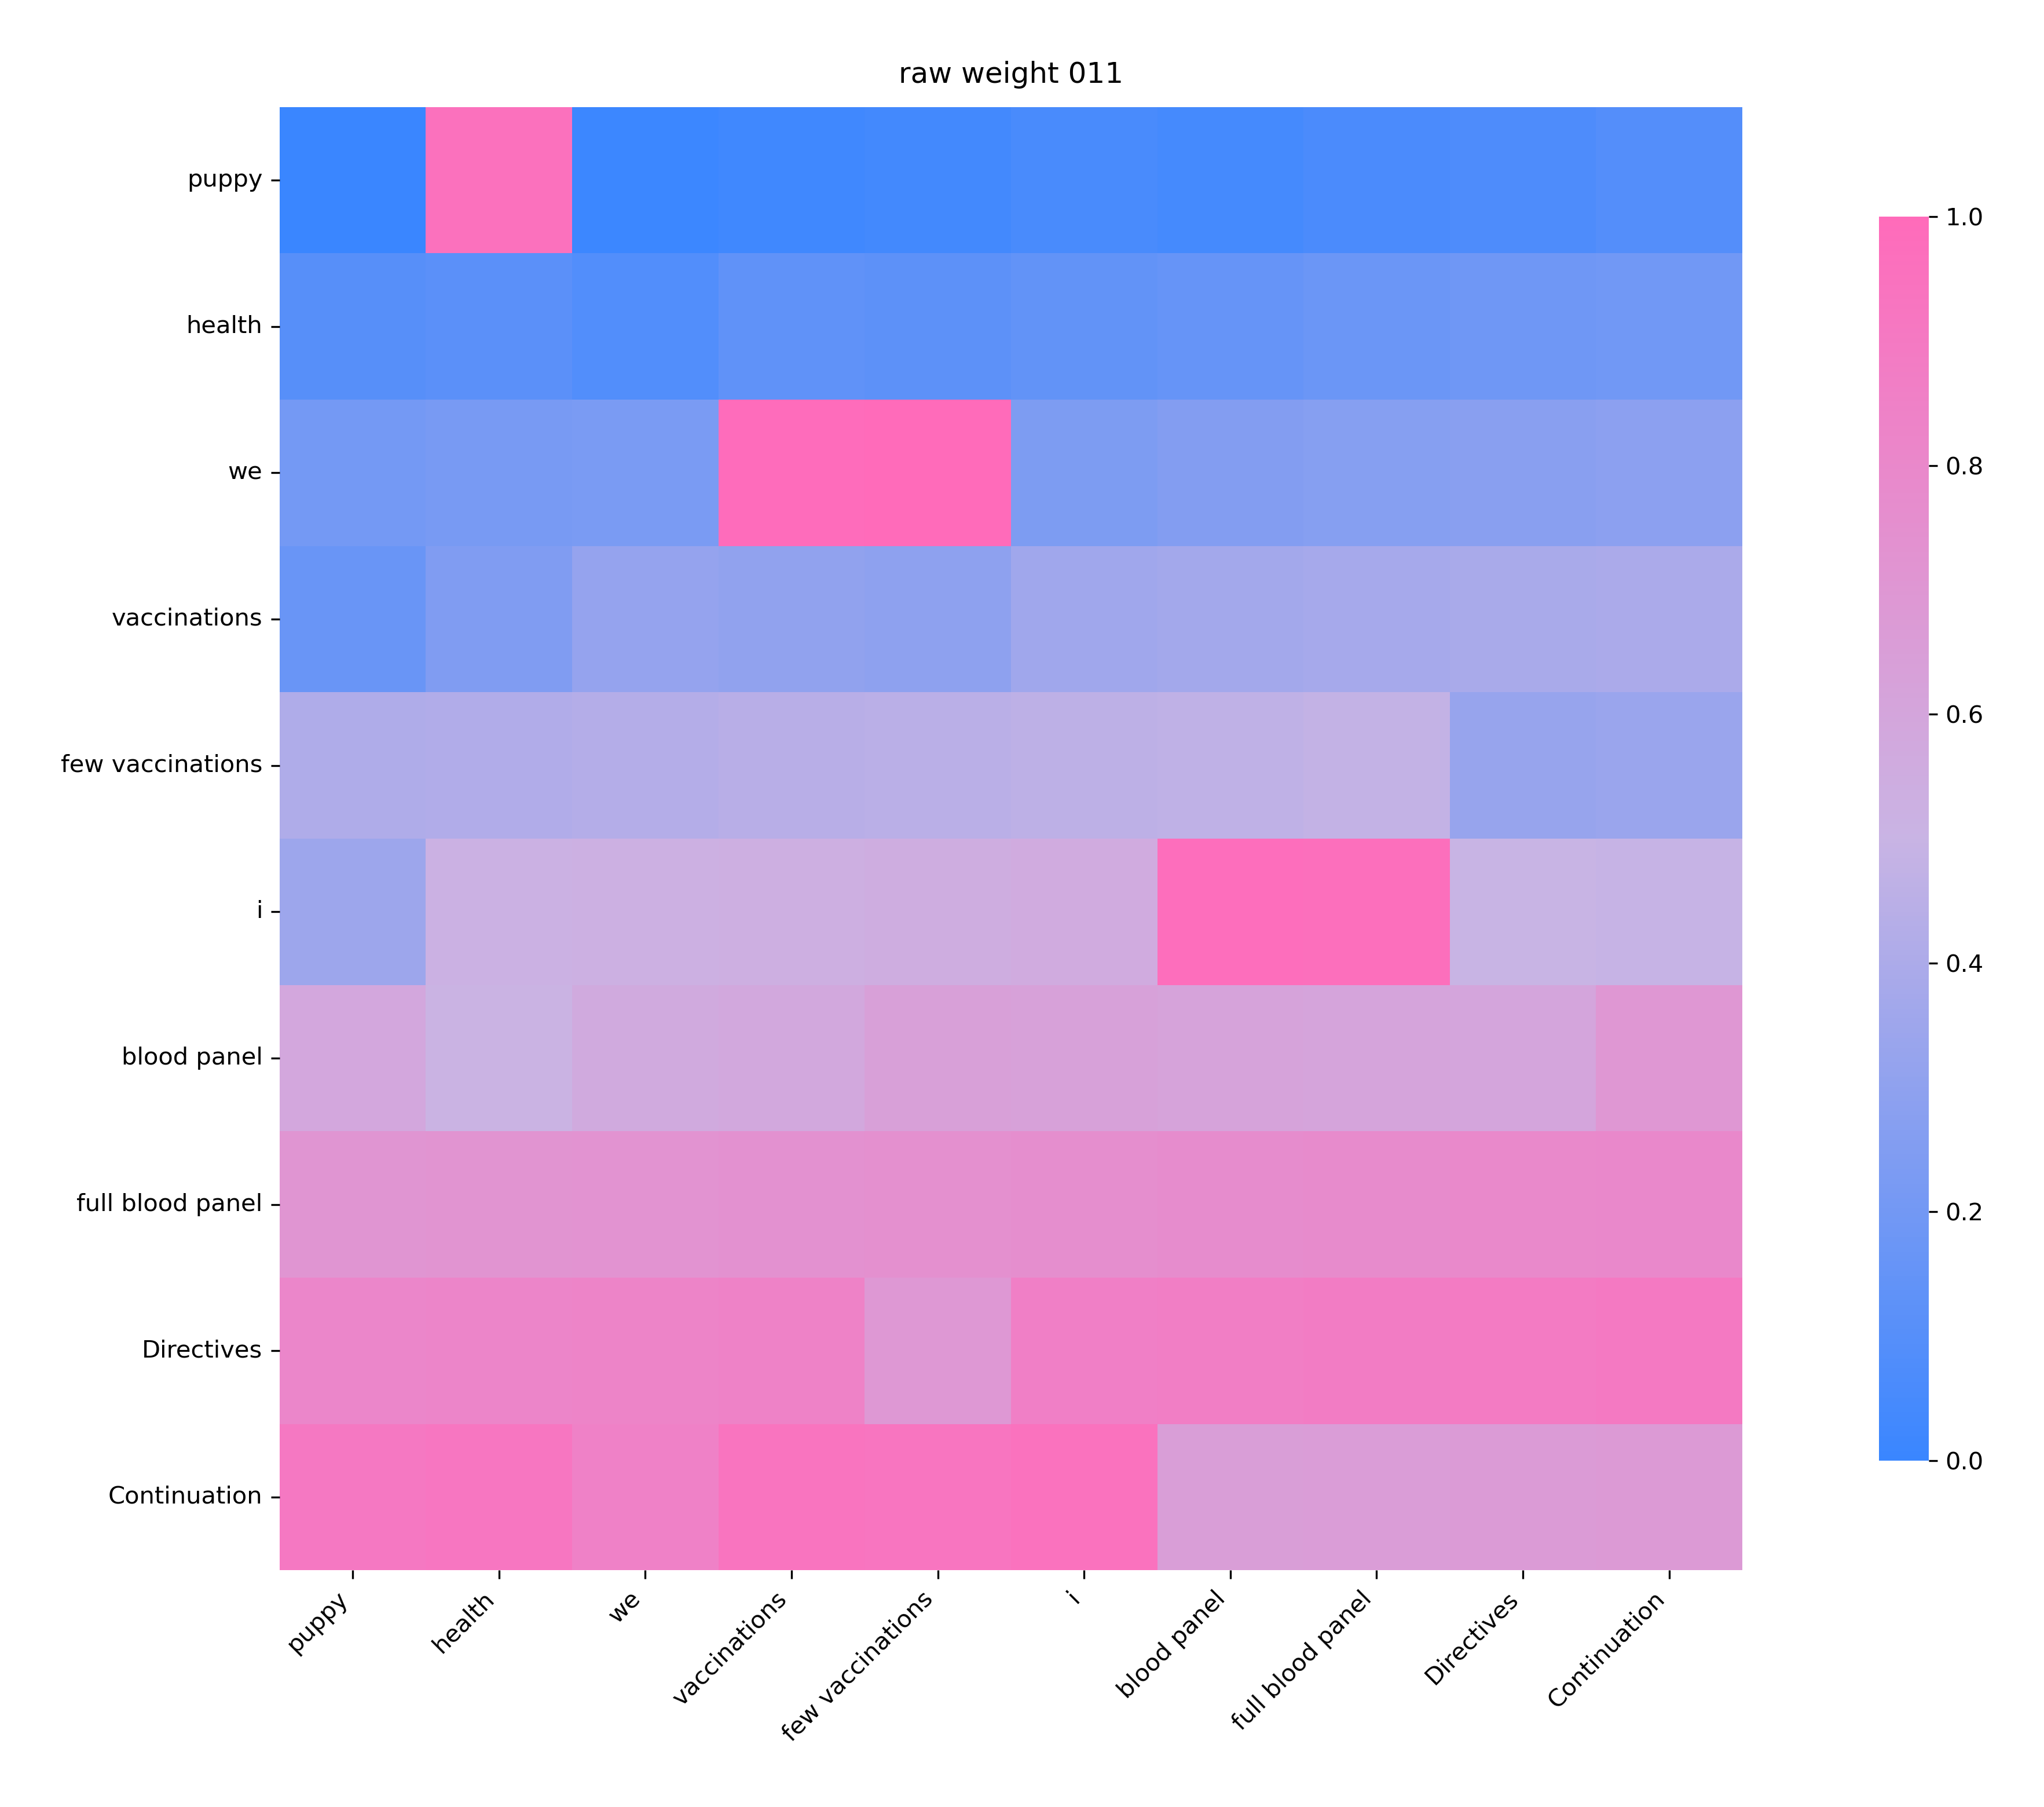 raw weight 011
puppy
health
we
vaccinations
few vaccinations
i
blood panel
full blood panel
Directives
Continuation
puppy
health
we
vaccinations
few vaccinations
i
blood panel
full blood panel
Directives
Continuation
1.0
0.8
0.6
0.4
0.2
0.0